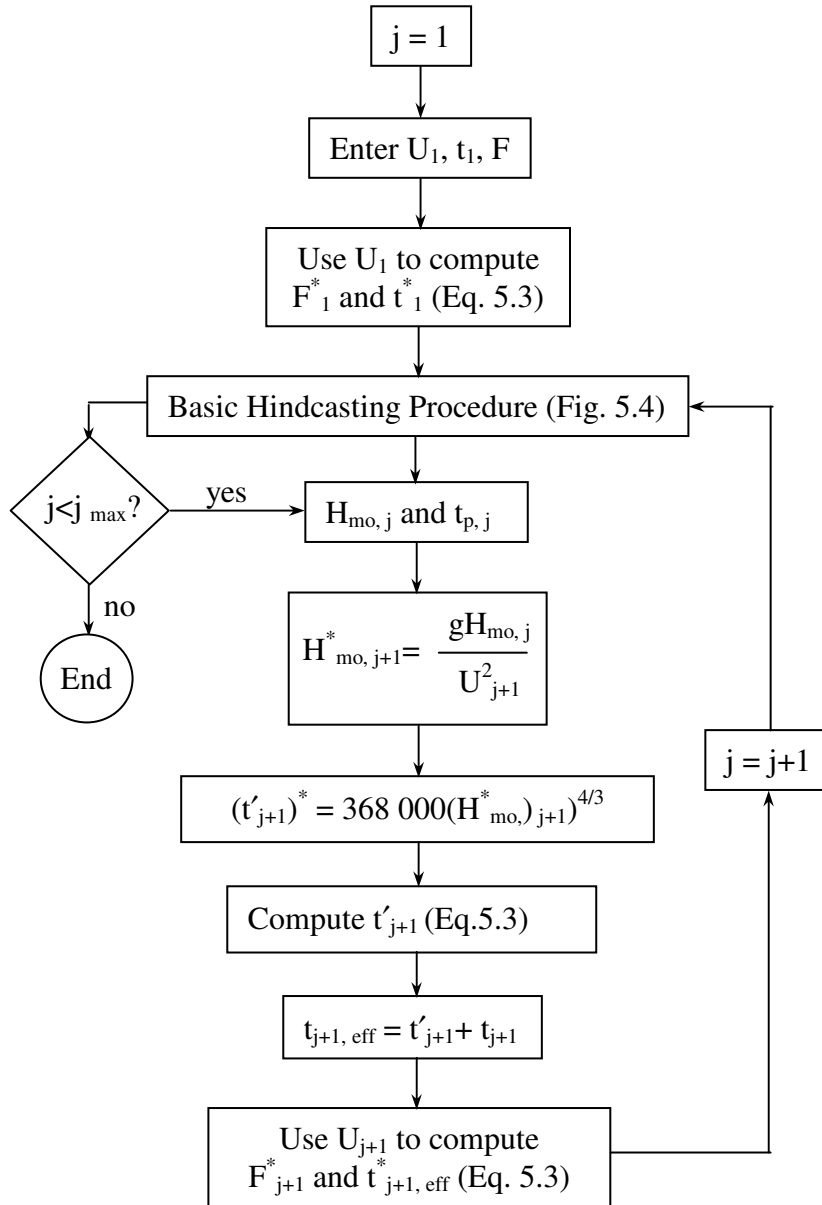 j = 1
Enter U₁, t₁, F
Use U₁ to compute
F*₁ and t*₁ (Eq. 5.3)
Basic Hindcasting Procedure (Fig. 5.4)
j<j max?
yes
no
End
Hmo, j and tp, j
H*mo, j+1= gHmo, j
U²j+1
(t′j+1)* = 368 000(H*mo,) j+1)4/3
Compute t′j+1 (Eq.5.3)
tj+1, eff = t′j+1+ tj+1
Use Uj+1 to compute
F*j+1 and t*j+1, eff (Eq. 5.3)
j = j+1